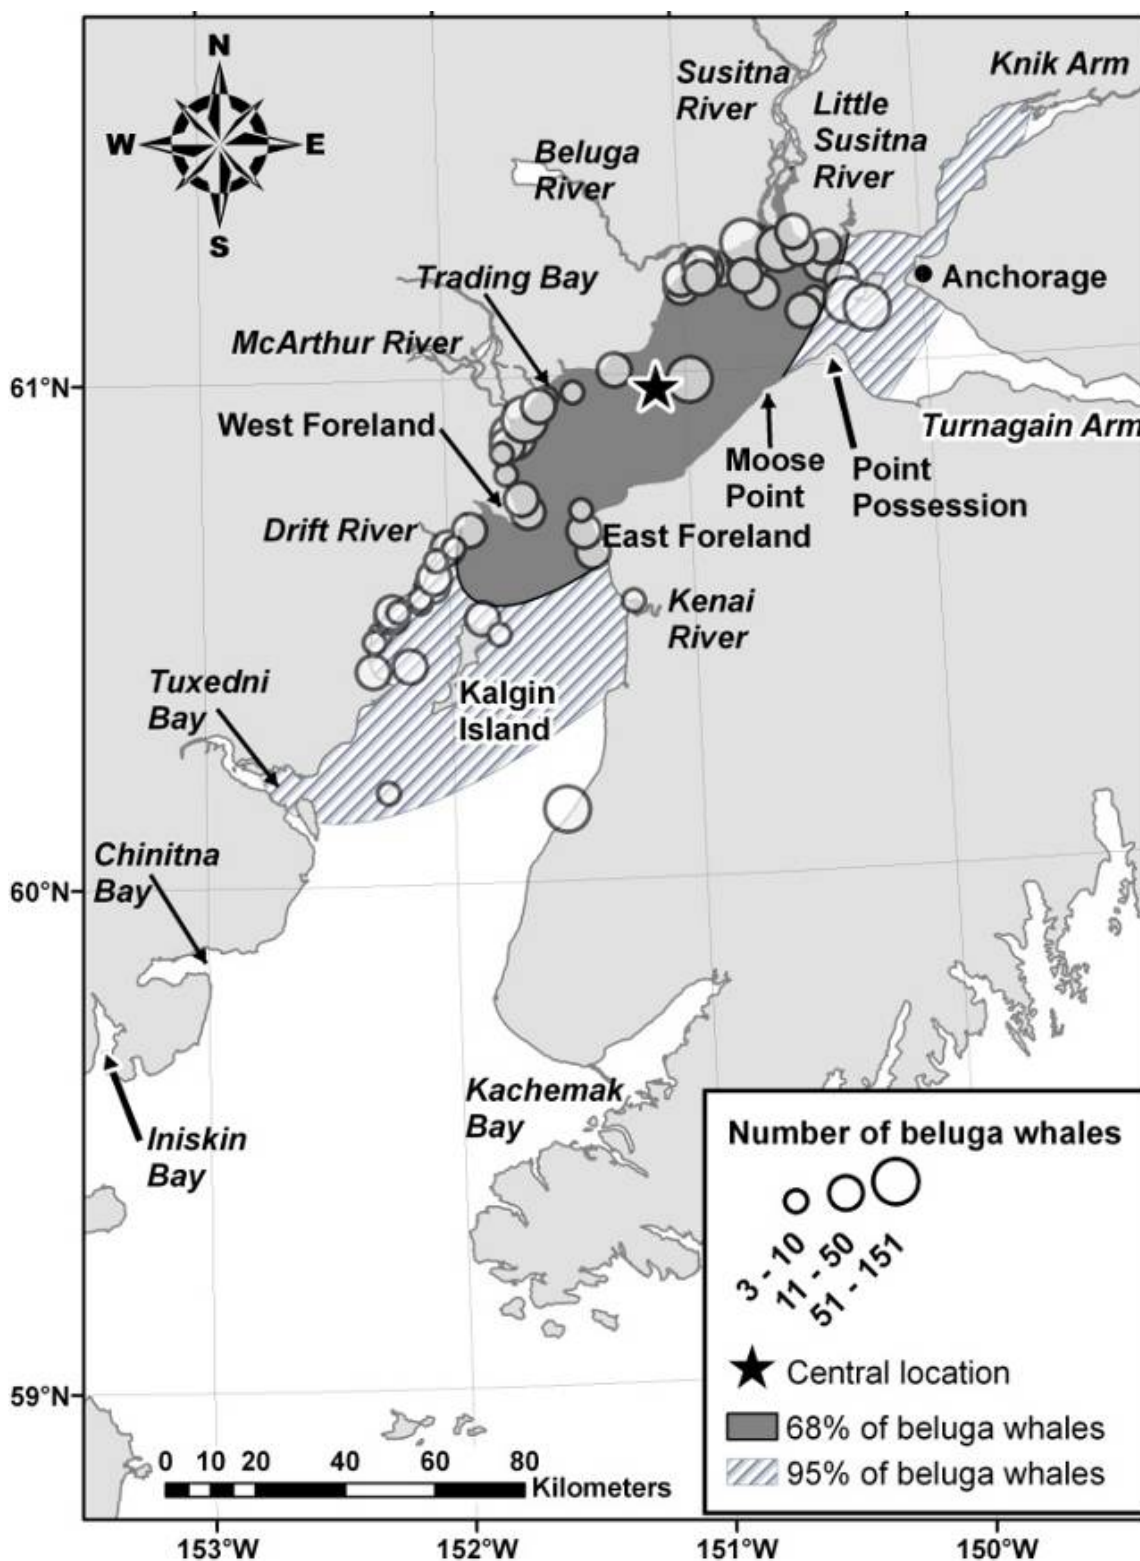 N
W
E
S
Susitna
River
Knik Arm
Little
Susitna
River
Beluga
River
Trading Bay
Anchorage
McArthur River
61°N
West Foreland
Turnagain Arm
Moose
Point
Point
Possession
Drift River
East Foreland
Kenai
River
Tuxedni
Bay
Kalgin
Island
Chinitna
Bay
60°N
Kachemak
Bay
Iniskin
Bay
Number of beluga whales
3 - 10
11 - 50
51 - 151
Central location
68% of beluga whales
95% of beluga whales
59°N
0 10 20 40 60 80
Kilometers
153°W 152°W 151°W 150°W